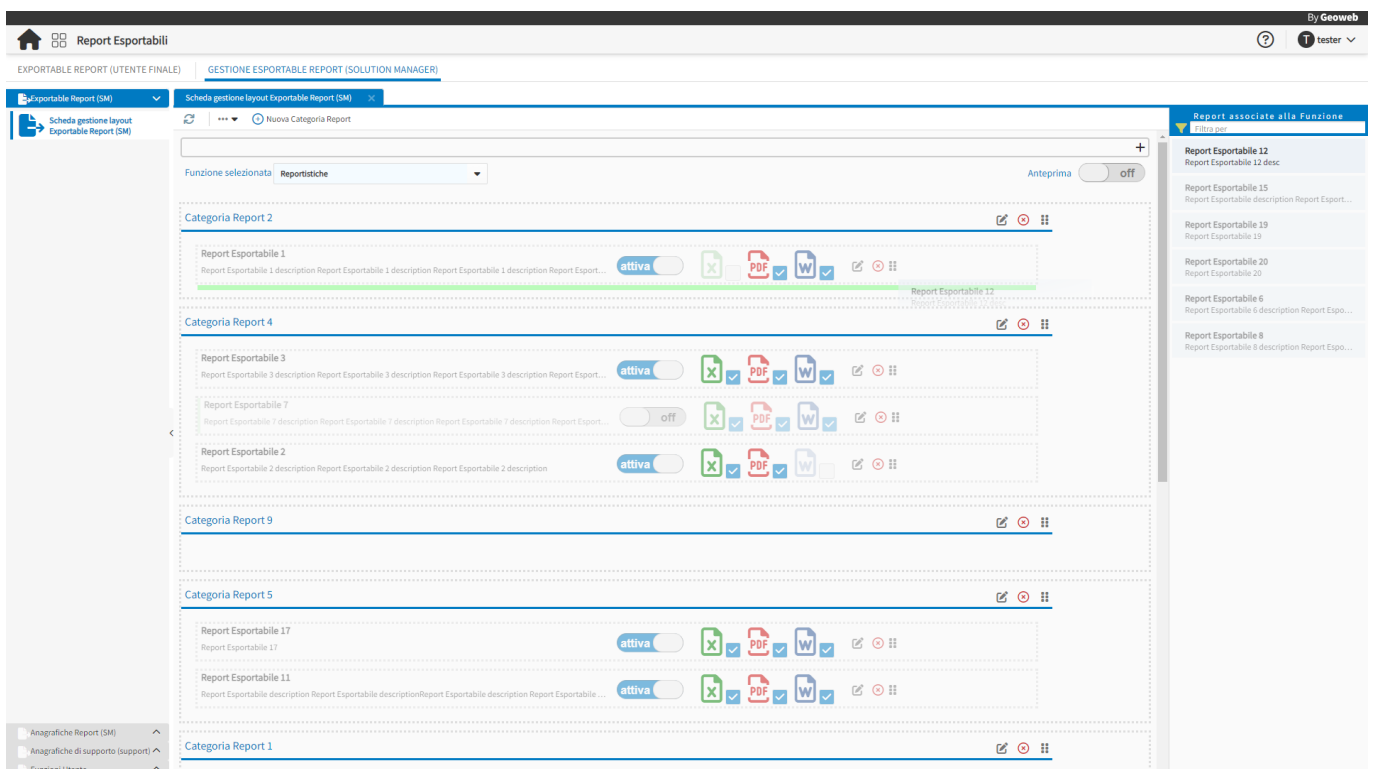 By Geoweb
Report Esportabili
T tester
EXPORTABLE REPORT (UTENTE FINALE)
GESTIONE ESPORTABLE REPORT (SOLUTION MANAGER)
Exportable Report (SM)
Scheda gestione layout
Exportable Report (SM)
Scheda gestione layout Exportable Report (SM)
Nuova Categoria Report
Funzione selezionata
Reportistiche
Anteprima
off
Categoria Report 2
Report Esportabile 1
Report Esportabile 1 description Report Esportabile 1 description Report Esportabile 1 description Report Esport...
attiva
X
PDF
W
Report Esportabile 12
Report Esportabile 12 desc
Categoria Report 4
Report Esportabile 3
Report Esportabile 3 description Report Esportabile 3 description Report Esportabile 3 description Report Esport...
attiva
X
PDF
W
Report Esportabile 7
Report Esportabile 7 description Report Esportabile 7 description Report Esportabile 7 description Report Esport...
off
X
PDF
W
Report Esportabile 2
Report Esportabile 2 description Report Esportabile 2 description Report Esportabile 2 description
attiva
X
PDF
W
Categoria Report 9
Categoria Report 5
Report Esportabile 17
Report Esportabile 17
attiva
X
PDF
W
Report Esportabile 11
Report Esportabile description Report Esportabile descriptionReport Esportabile description Report Esportabile ...
attiva
X
PDF
W
Categoria Report 1
Report associate alla Funzione
Filtra per
Report Esportabile 12
Report Esportabile 12 desc
Report Esportabile 15
Report Esportabile description Report Esport...
Report Esportabile 19
Report Esportabile 19
Report Esportabile 20
Report Esportabile 20
Report Esportabile 6
Report Esportabile 6 description Report Espo...
Report Esportabile 8
Report Esportabile 8 description Report Espo...
Anagrafiche Report (SM)
Anagrafiche di supporto (support)
Funzioni Utente